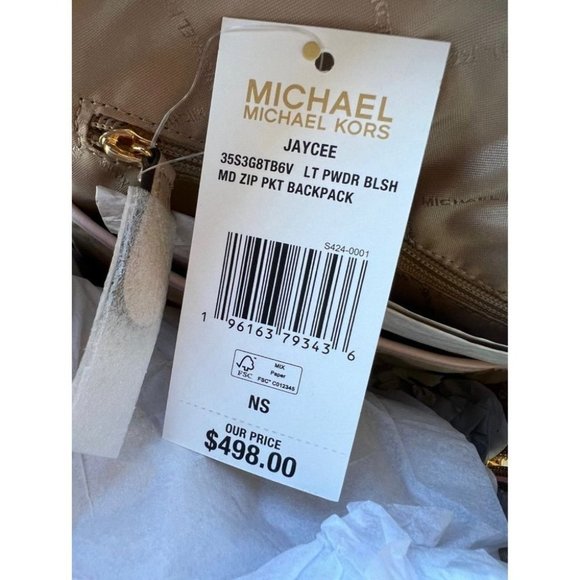 MICHAEL
MICHAEL KORS
JAYCEE
35S3G8TB6V LT PWDR BLSH
MD ZIP PKT BACKPACK
S424-0001
1 96163 79343 6
FSC
MIX
Paper
FSC® C012345
NS
OUR PRICE
$498.00